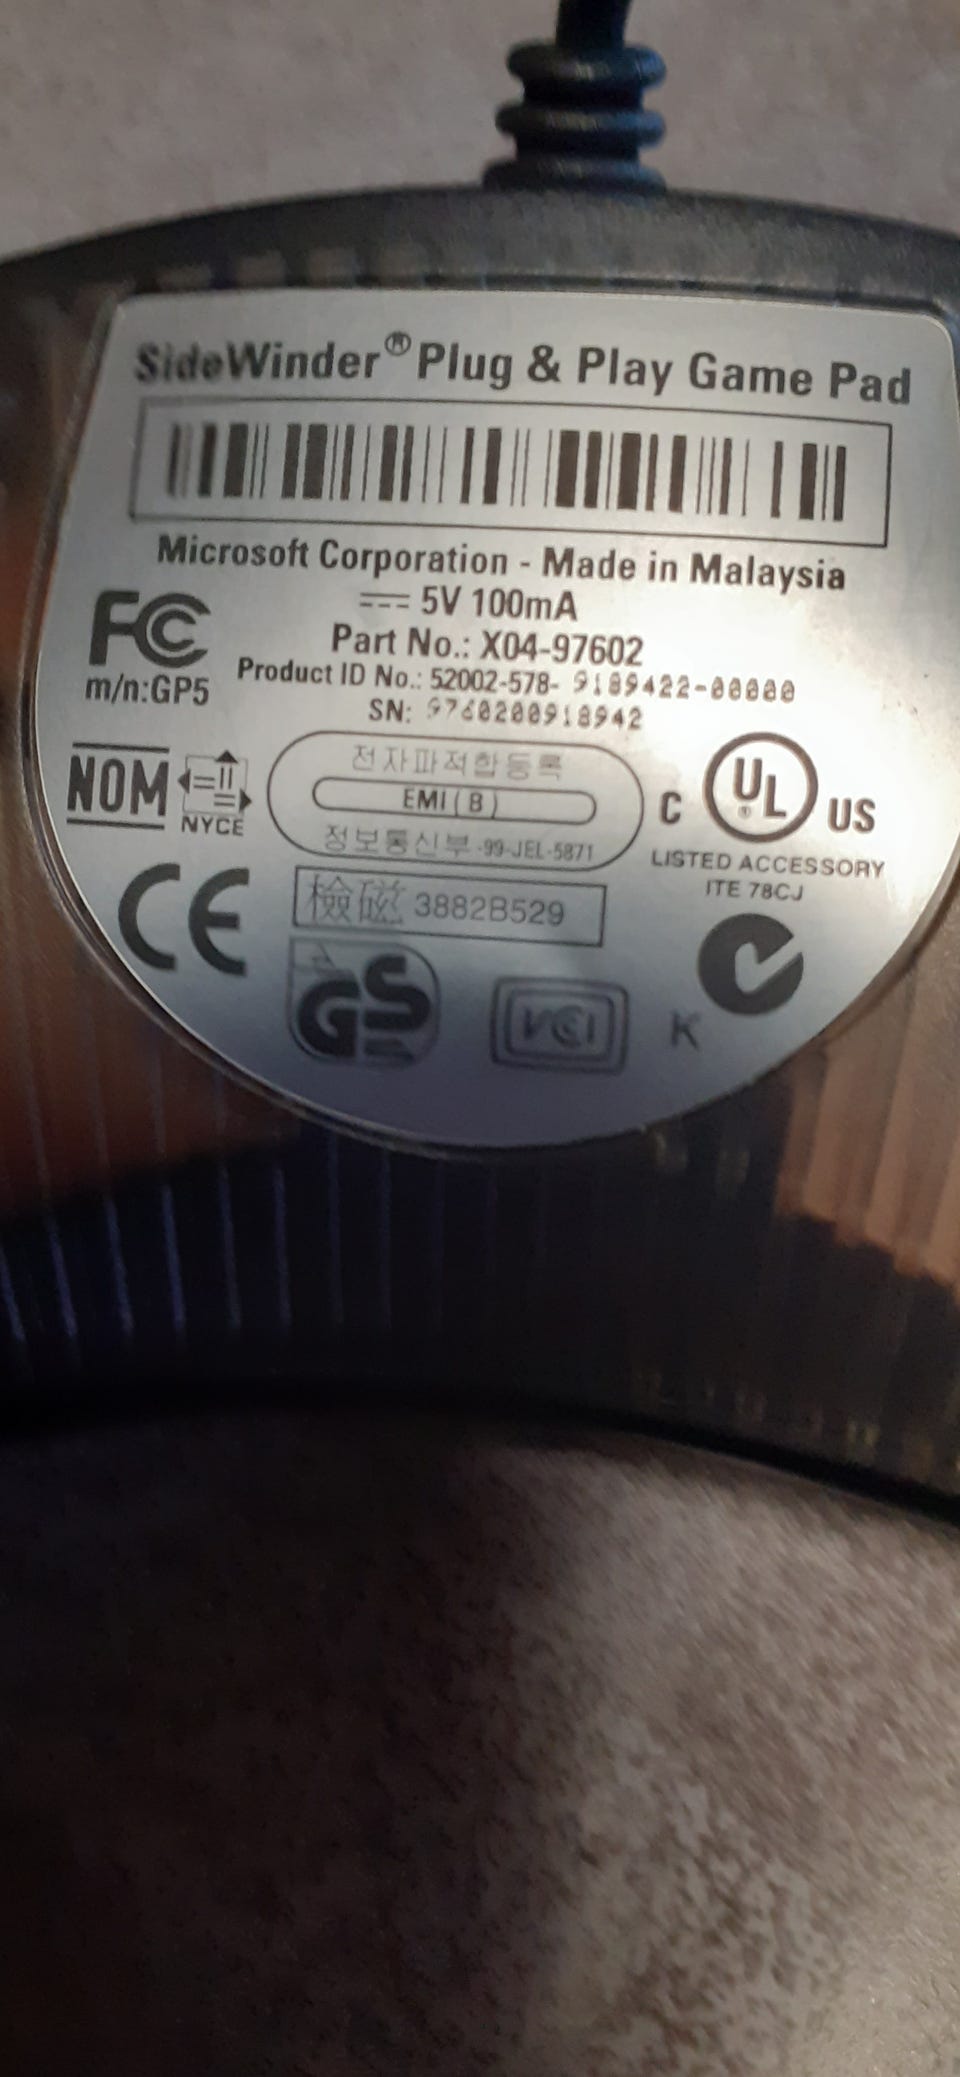 SideWinder® Plug & Play Game Pad
Microsoft Corporation - Made in Malaysia
5V 100mA
Part No.: X04-97602
Product ID No.: 52002-578- 9189422-00000
m/n:GP5
SN: 9760200918942
NOM
NYCE
전자파적합등록
EMI ( B )
정보통신부 -99-JEL-5871
C UL® US
LISTED ACCESSORY
ITE 78CJ
CE
檢磁 3882B529
GS
VCI
K